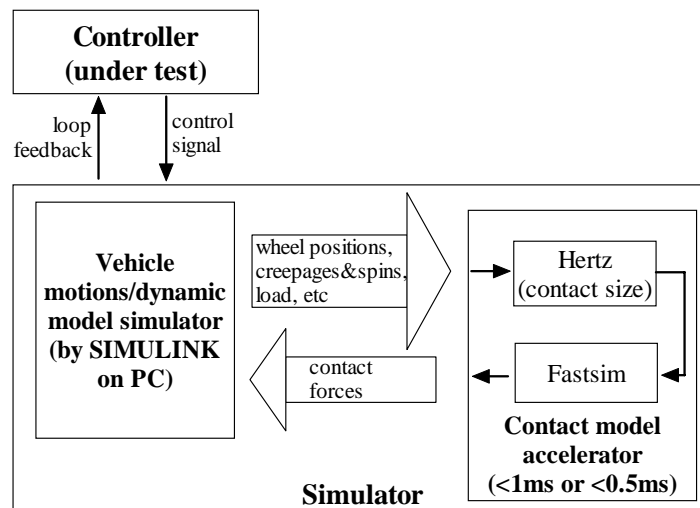 Controller
(under test)
loop
feedback
control
signal
Vehicle
motions/dynamic
model simulator
(by SIMULINK
on PC)
wheel positions,
creepages&spins,
load, etc
contact
forces
Hertz
(contact size)
Fastsim
Contact model
accelerator
(<1ms or <0.5ms)
Simulator